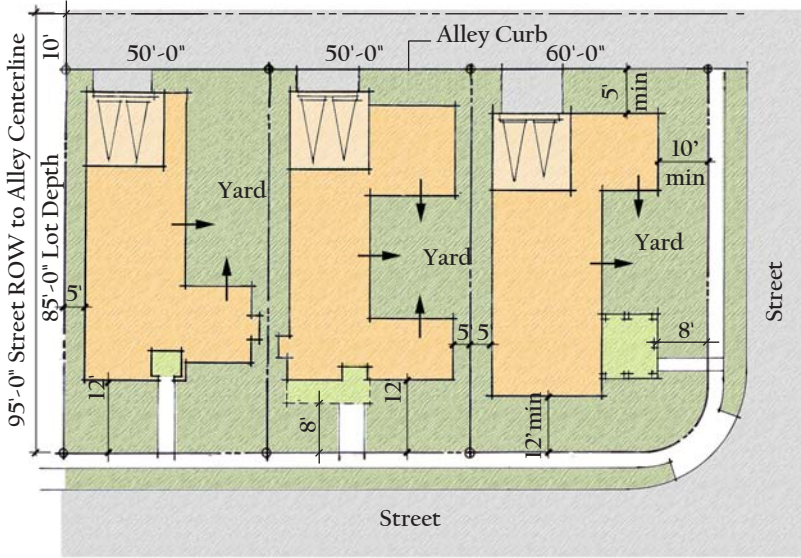 Alley Curb
10'
50'-0"
50'-0"
60'-0"
5'
min
10'
min
Yard
Yard
Yard
95'-0" Street ROW to Alley Centerline
85'-0" Lot Depth
Street
5'
5'
5'
8'
12'
8'
12'
12'min
Street